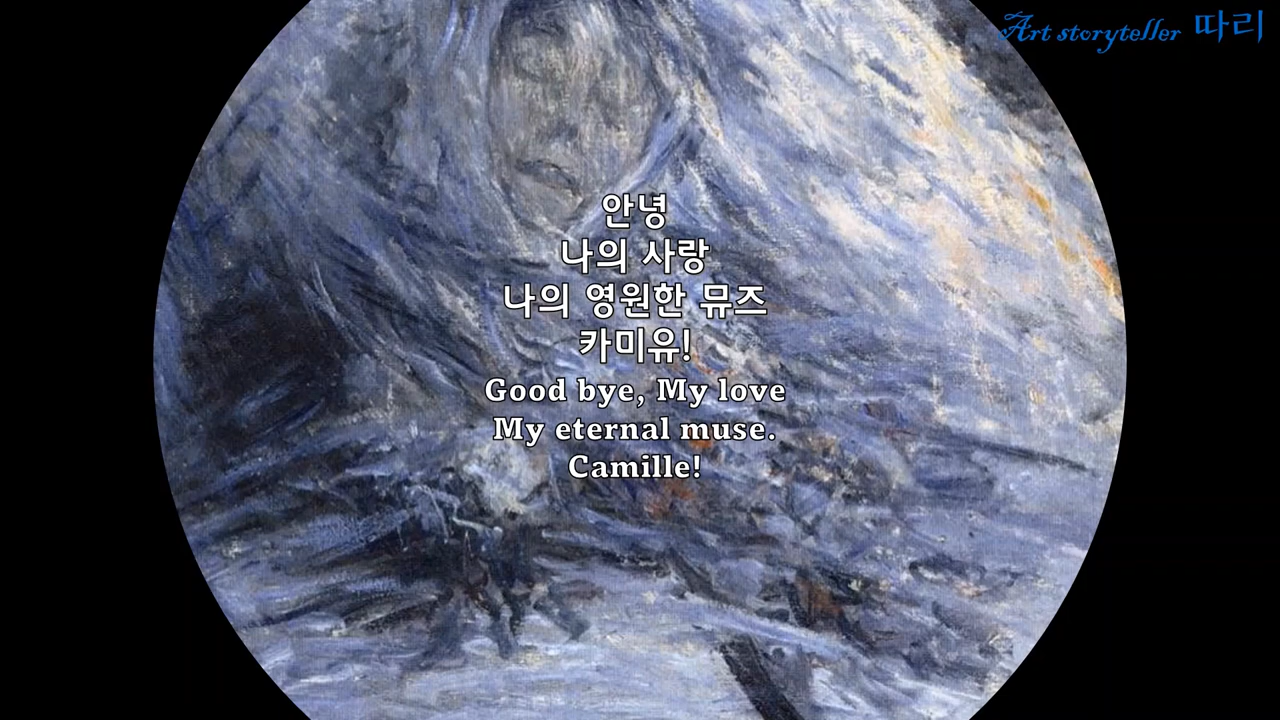 Art storyteller 따리
안녕
나의 사랑
나의 영원한 뮤즈
카미유!
Good bye, My love
My eternal muse.
Camille!